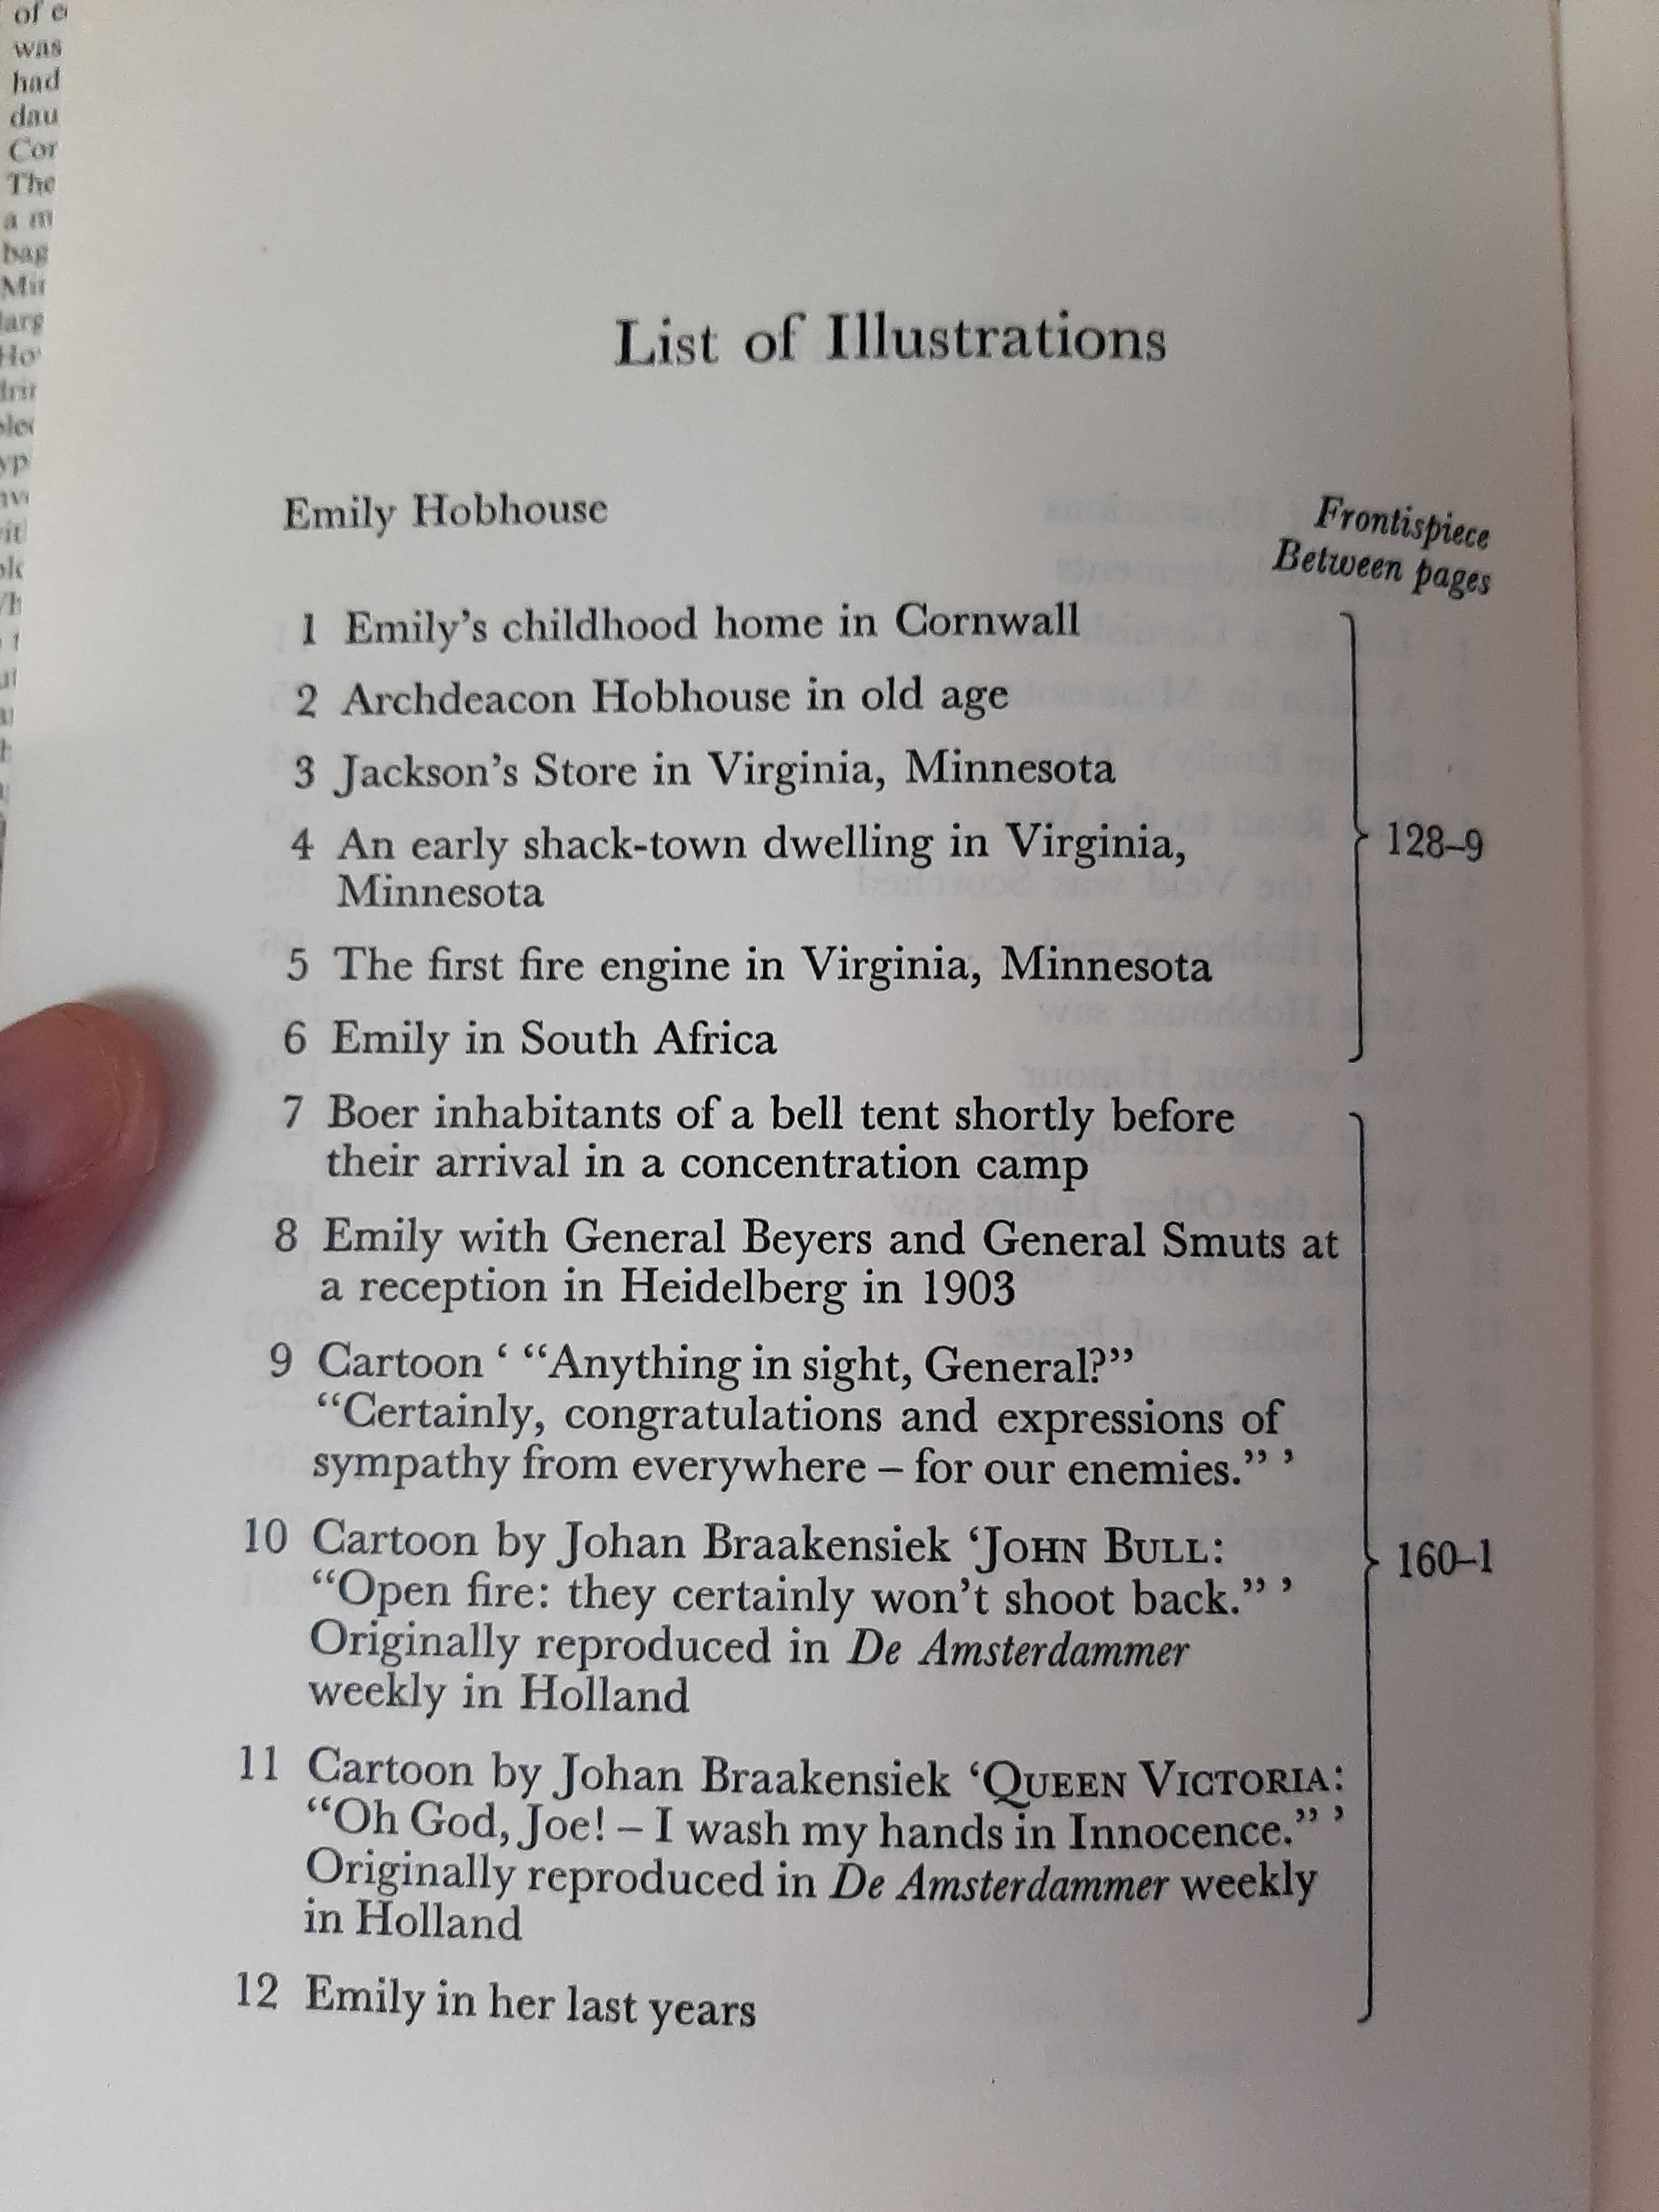 of
was
had
dau
Cor
The
a m
bag
List of Illustrations
Emily Hobhouse Frontispiece
Between pages
1 Emily’s childhood home in Cornwall
2 Archdeacon Hobhouse in old age
3 Jackson’s Store in Virginia, Minnesota
4 An early shack-town dwelling in Virginia, 128–9
Minnesota
5 The first fire engine in Virginia, Minnesota
6 Emily in South Africa
7 Boer inhabitants of a bell tent shortly before
their arrival in a concentration camp
8 Emily with General Beyers and General Smuts at
a reception in Heidelberg in 1903
9 Cartoon ‘ “Anything in sight, General?”
“Certainly, congratulations and expressions of
sympathy from everywhere – for our enemies.” ’
10 Cartoon by Johan Braakensiek ‘JOHN BULL: 160–1
“Open fire: they certainly won’t shoot back.” ’
Originally reproduced in De Amsterdammer
weekly in Holland
11 Cartoon by Johan Braakensiek ‘QUEEN VICTORIA:
“Oh God, Joe! – I wash my hands in Innocence.” ’
Originally reproduced in De Amsterdammer weekly
in Holland
12 Emily in her last years